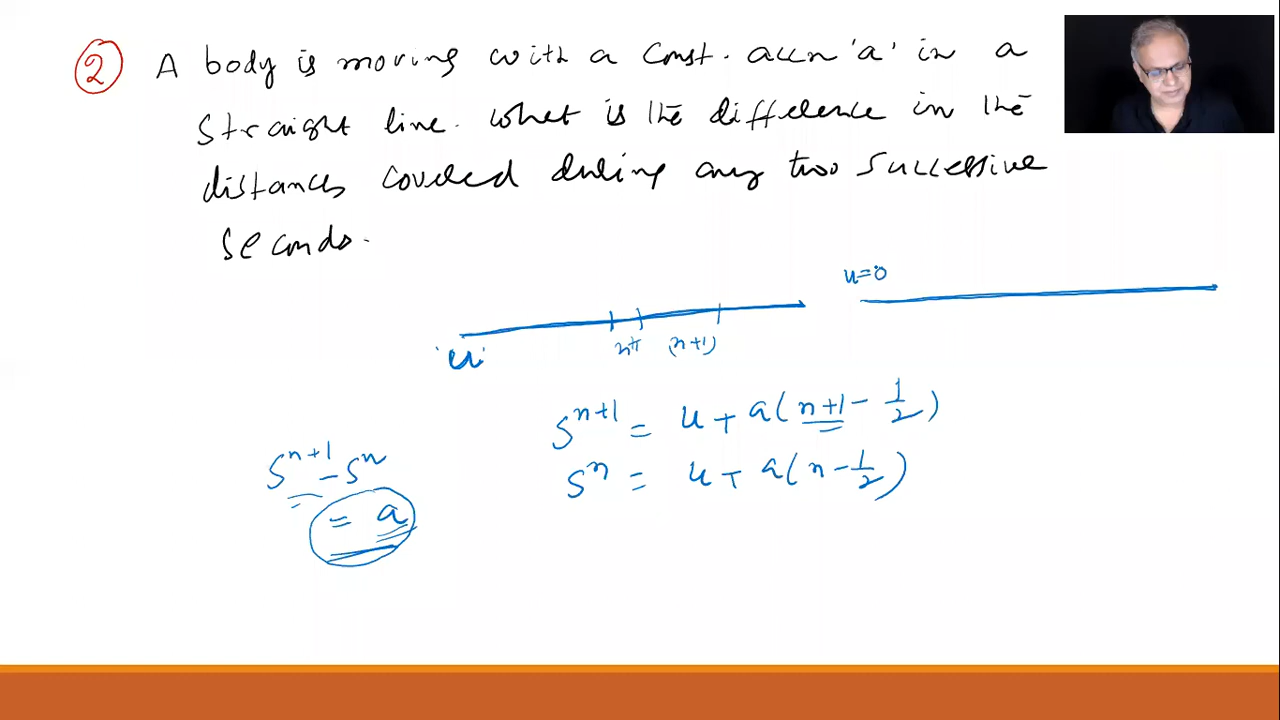 2 A body is moving with a const. accn 'a' in a
straight line. What is the difference in the
distances covered during any two successive
seconds.
u=0
'u' nth (n+1)
S^{n+1} = u + a(n+1 - 1/2)
S^n = u + a(n - 1/2)
S^{n+1} - S^n
= a